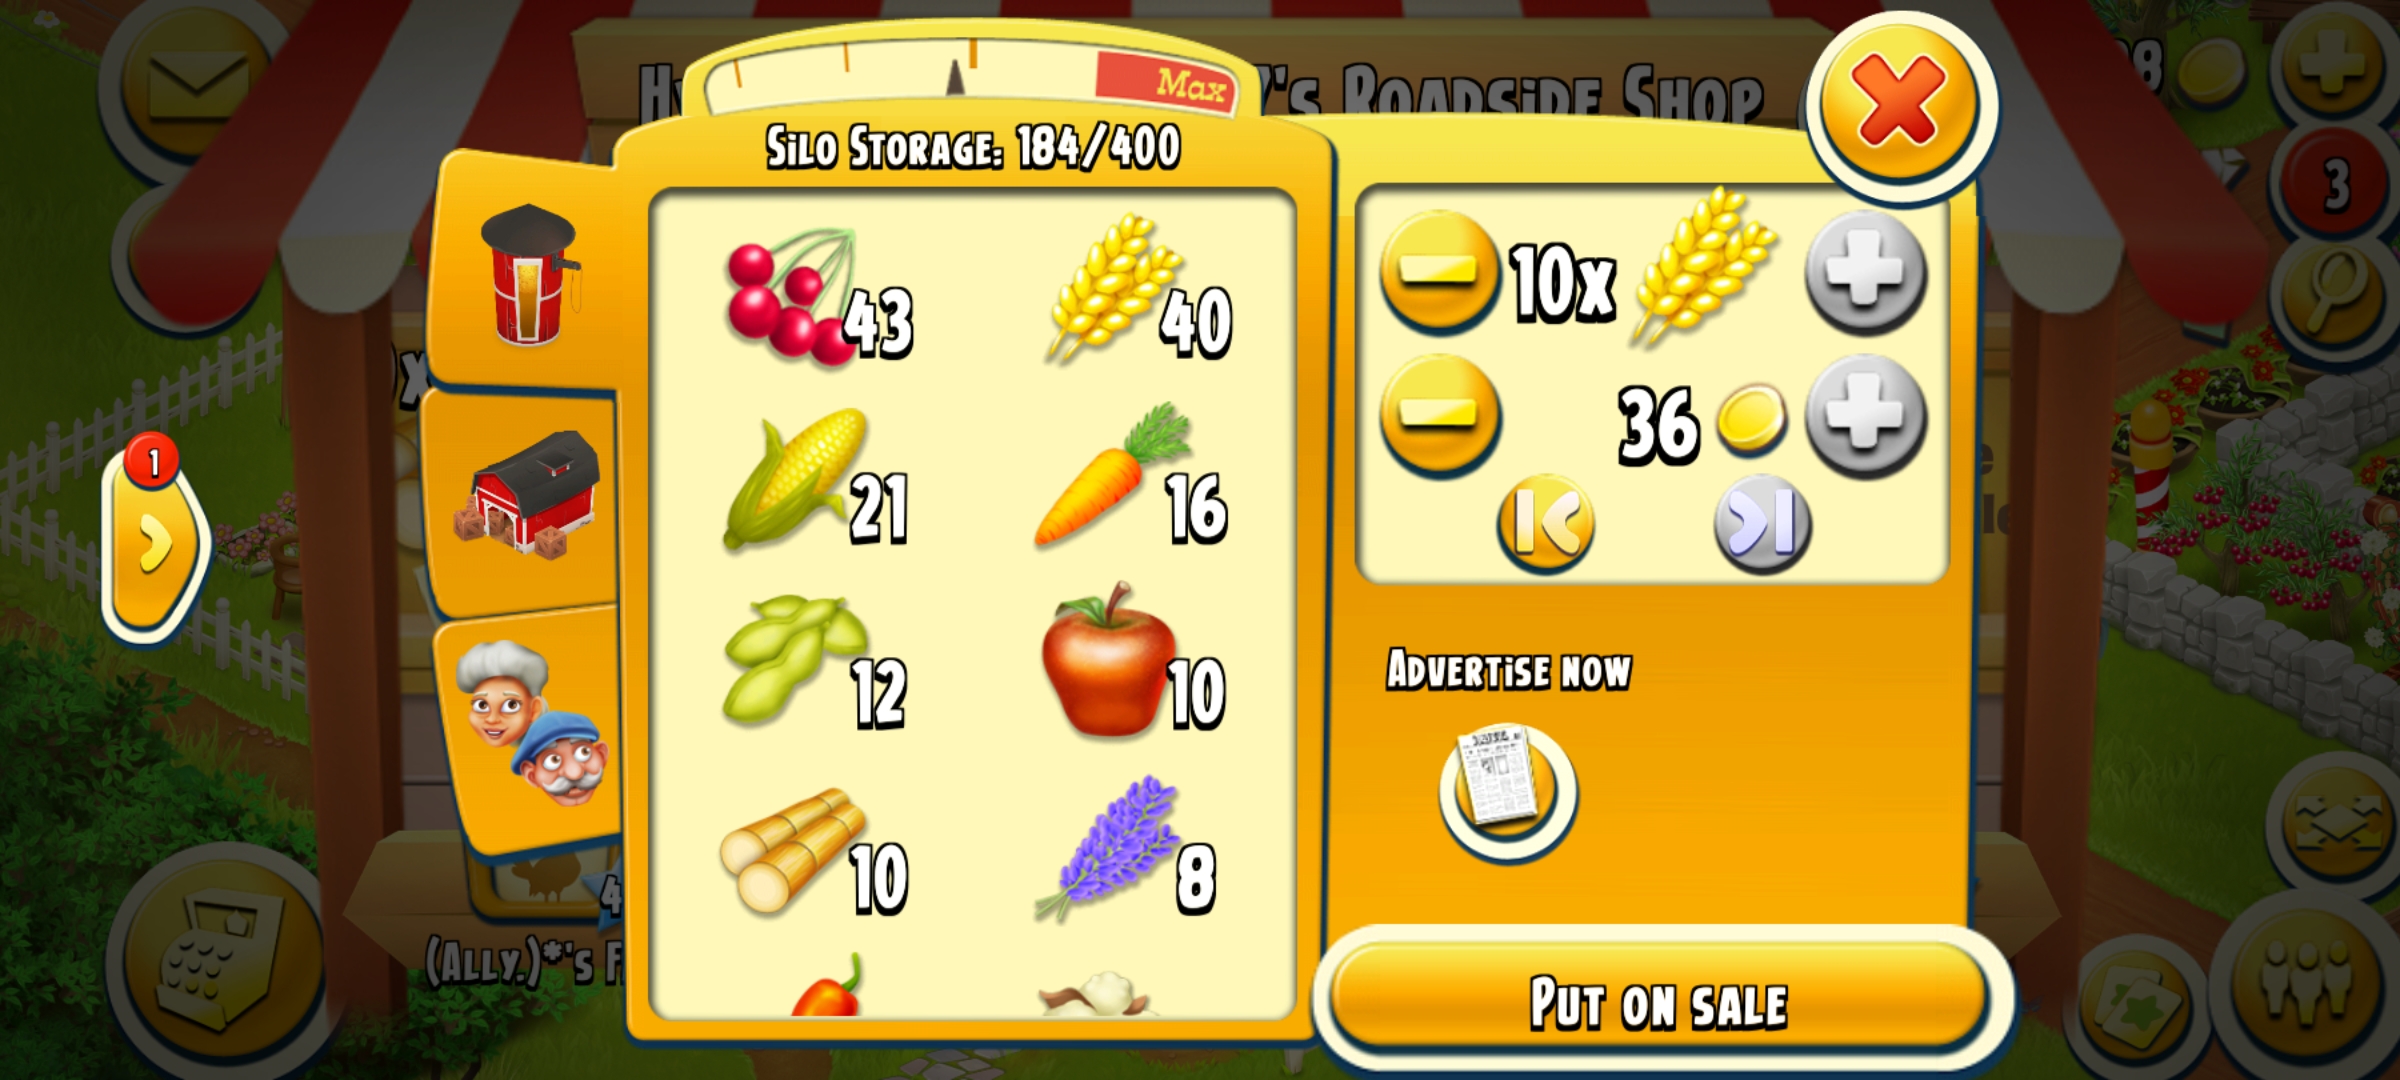 Max
's Roadside Shop
Silo Storage: 184/400
3
43
40
10x
21
16
36
1
12
10
Advertise now
10
8
Put on sale
(Ally.)*'s